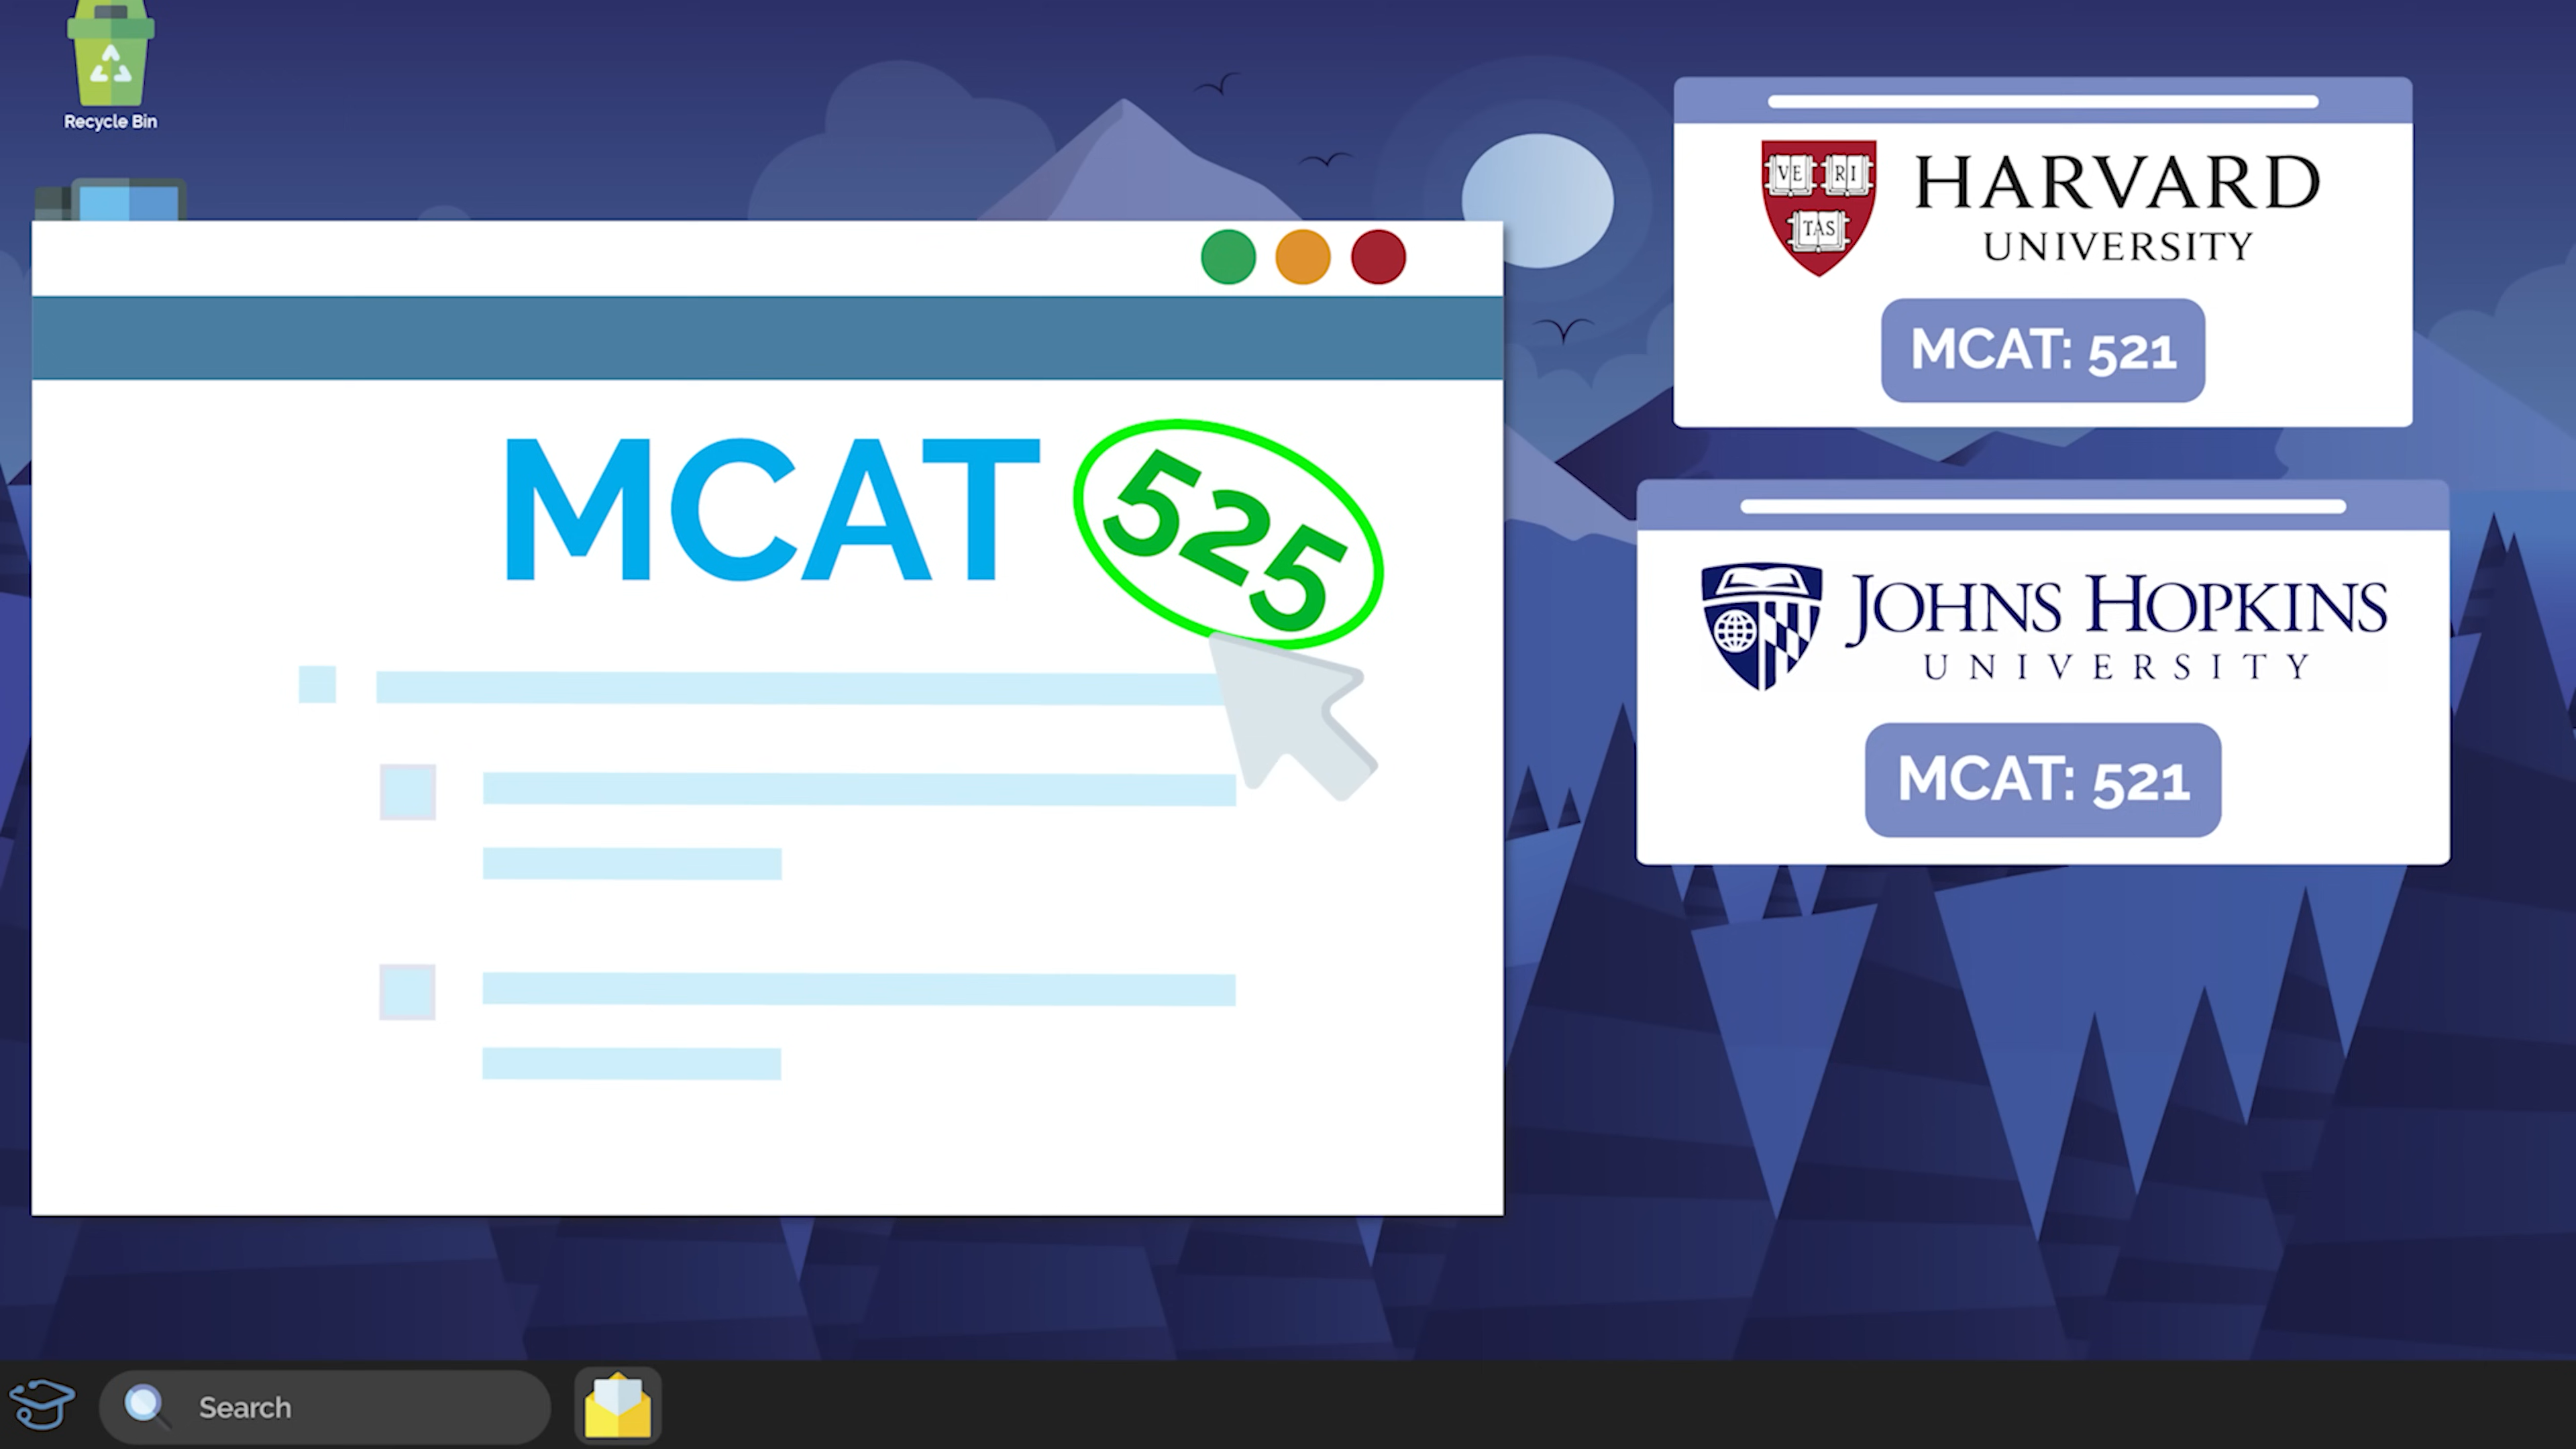 Recycle Bin
MCAT 525
HARVARD
UNIVERSITY
VE RI
TAS
MCAT: 521
JOHNS HOPKINS
UNIVERSITY
MCAT: 521
Search